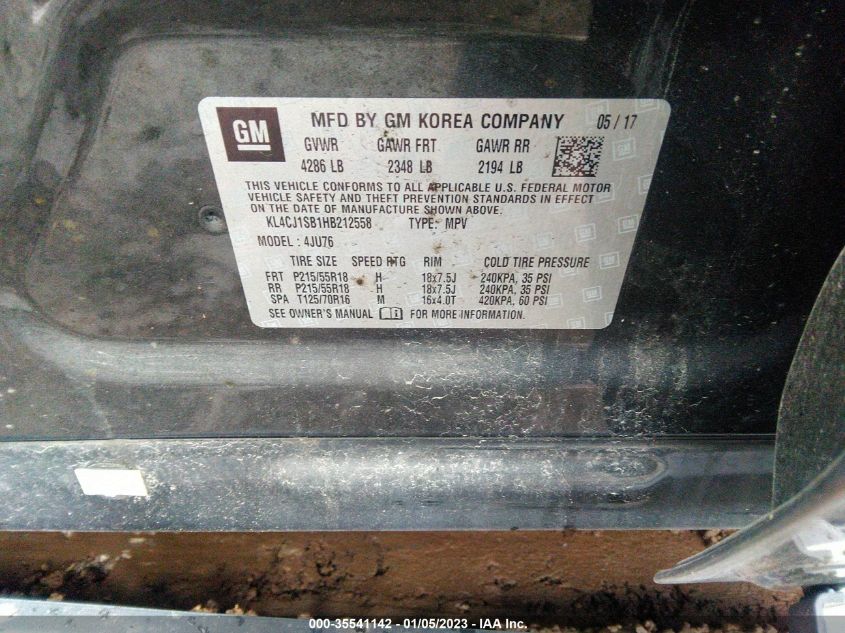 GM
MFD BY GM KOREA COMPANY 05 / 17
GVWR GAWR FRT GAWR RR
4286 LB 2348 LB 2194 LB
THIS VEHICLE CONFORMS TO ALL APPLICABLE U.S. FEDERAL MOTOR
VEHICLE SAFETY AND THEFT PREVENTION STANDARDS IN EFFECT
ON THE DATE OF MANUFACTURE SHOWN ABOVE.
KL4CJ1SB1HB212558 TYPE: MPV
MODEL : 4JU76
TIRE SIZE SPEED RTG RIM COLD TIRE PRESSURE
FRT P215/55R18 H 18x7.5J 240KPA, 35 PSI
RR P215/55R18 H 18x7.5J 240KPA, 35 PSI
SPA T125/70R16 M 16x4.0T 420KPA, 60 PSI
SEE OWNER'S MANUAL FOR MORE INFORMATION.
000-35541142 - 01/05/2023 - IAA Inc.